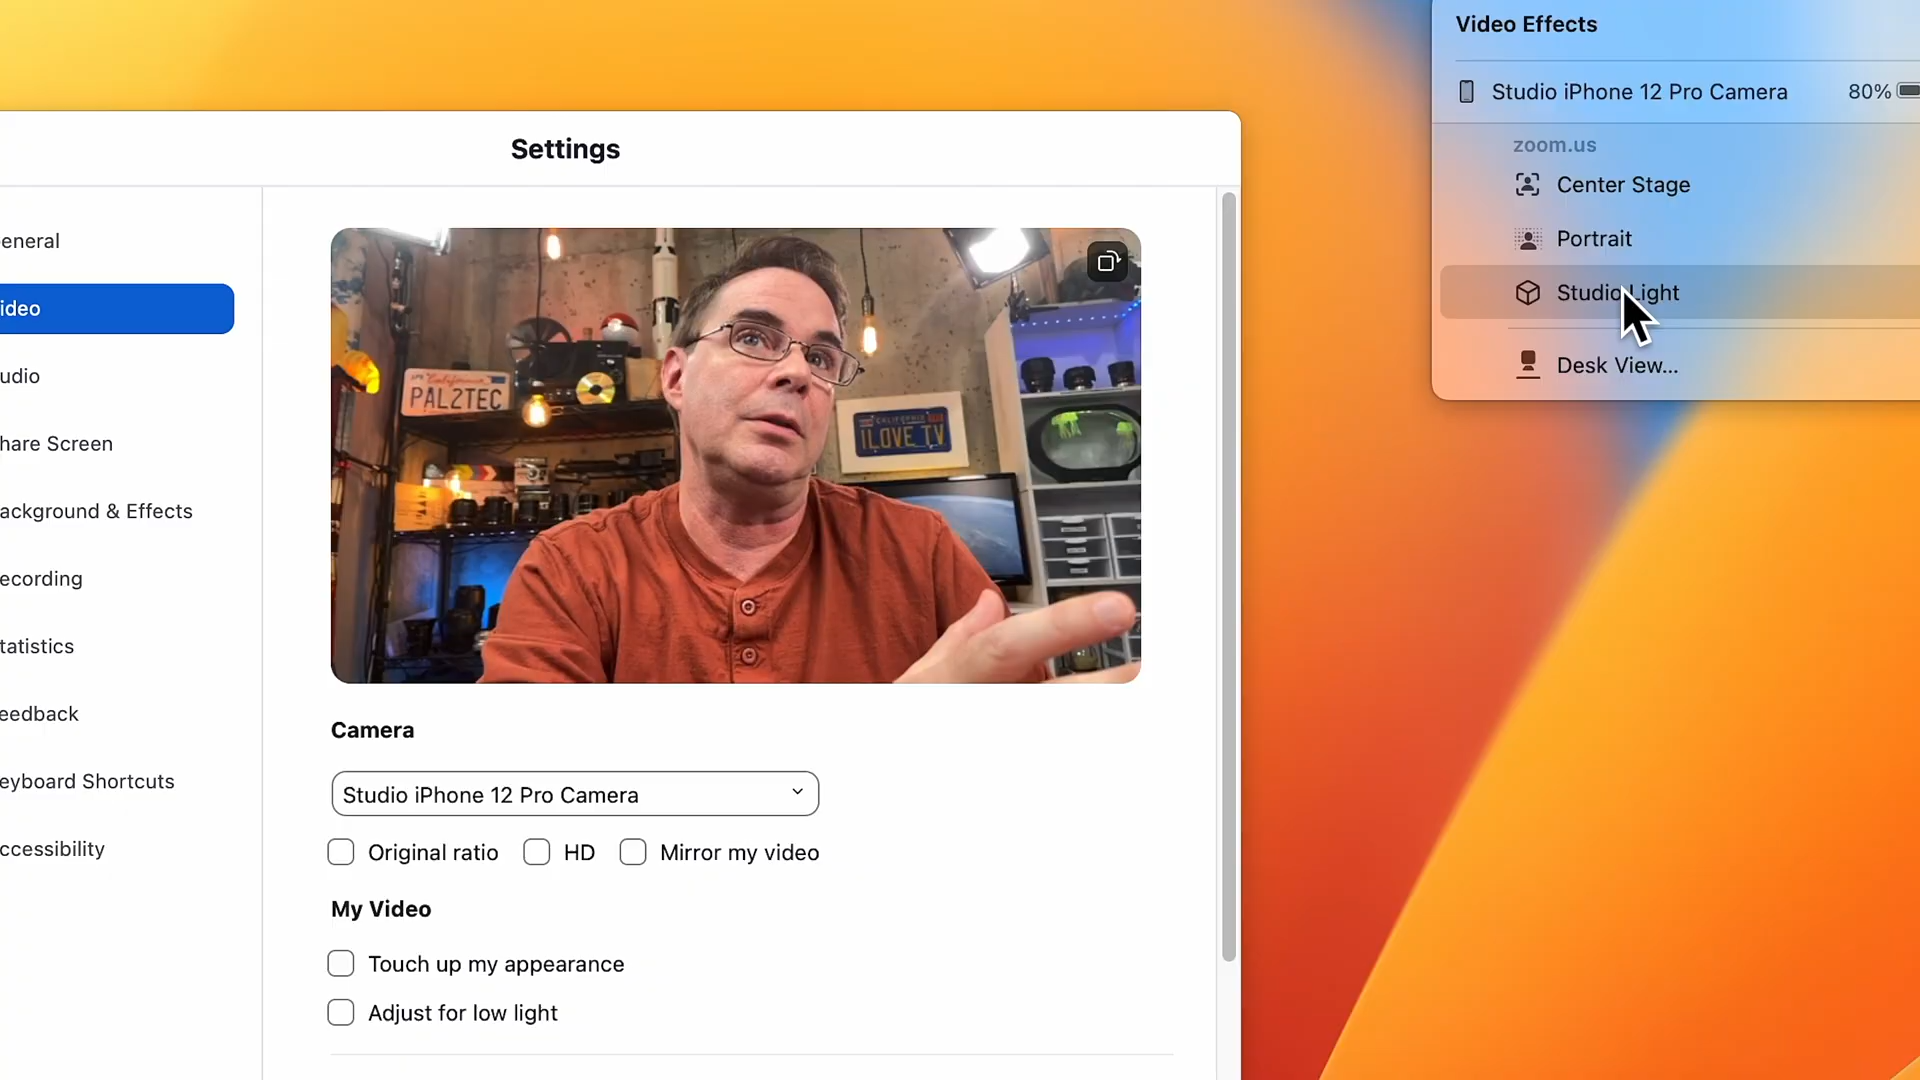 Video Effects
Studio iPhone 12 Pro Camera 80%
zoom.us
Center Stage
Portrait
Studio Light
Desk View...
Settings
eneral
ideo
udio
hare Screen
ackground & Effects
ecording
tatistics
eedback
eyboard Shortcuts
ccessibility
California
PAL2TEC
CALIFORNIA
ILOVE TV
Camera
Studio iPhone 12 Pro Camera
Original ratio HD Mirror my video
My Video
Touch up my appearance
Adjust for low light